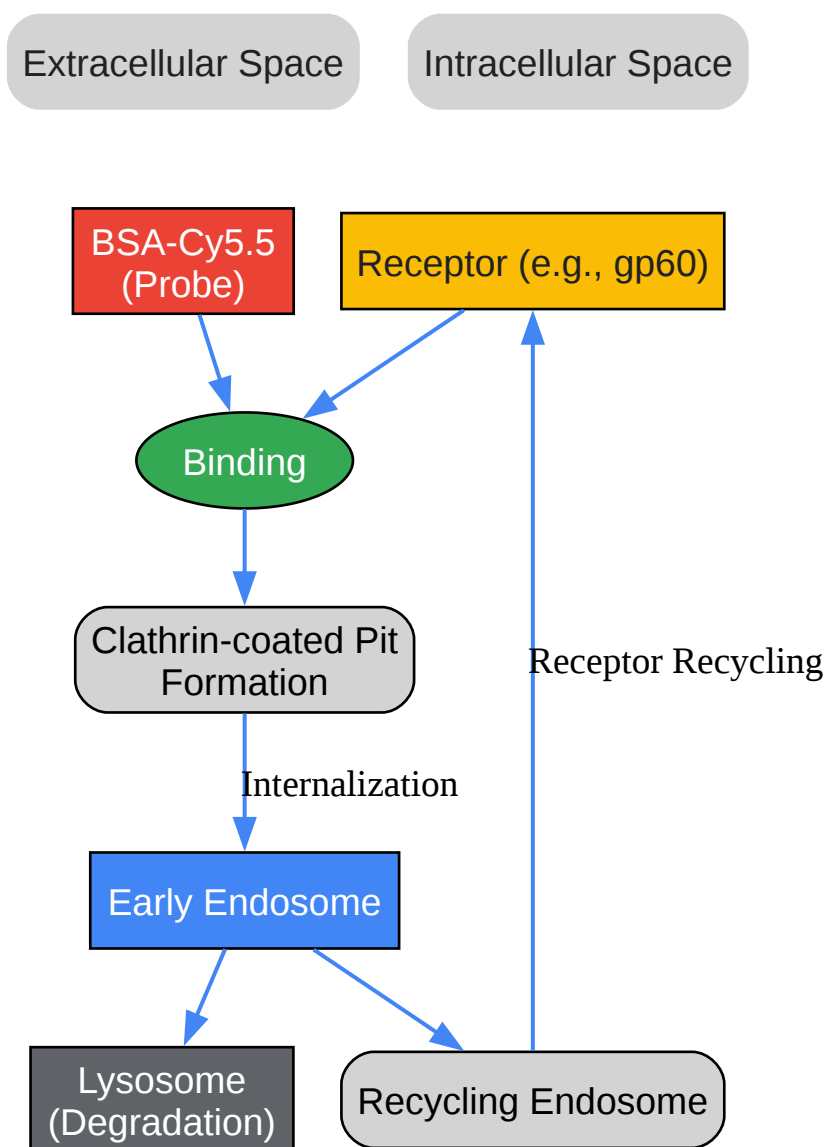 Extracellular Space
Intracellular Space
BSA-Cy5.5
(Probe)
Receptor (e.g., gp60)
Binding
Clathrin-coated Pit
Formation
Receptor Recycling
Internalization
Early Endosome
Lysosome
(Degradation)
Recycling Endosome